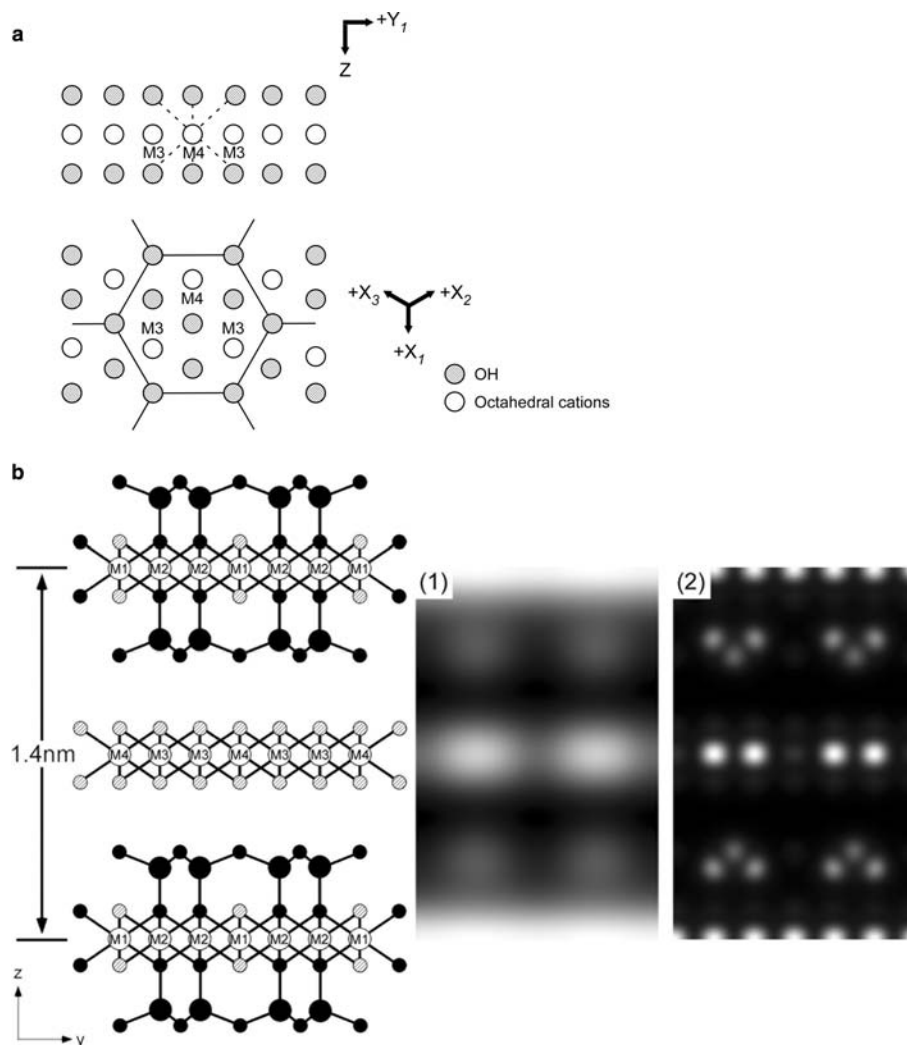 a
+Y1
Z
M3 M4 M3
M4
M3 M3
+X3 +X2
+X1
OH
Octahedral cations
b
M1 M2 M2 M1 M2 M2 M1
(1) (2)
1.4nm
M4 M3 M3 M4 M3 M3 M4
M1 M2 M2 M1 M2 M2 M1
z
y